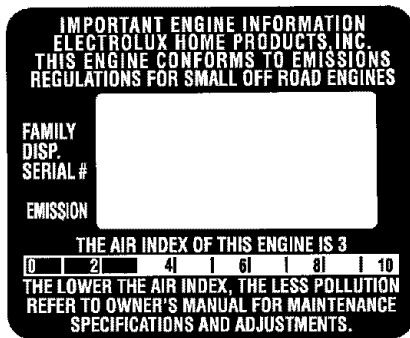 IMPORTANT ENGINE INFORMATION
ELECTROLUX HOME PRODUCTS, INC.
THIS ENGINE CONFORMS TO EMISSIONS
REGULATIONS FOR SMALL OFF ROAD ENGINES
FAMILY
DISP.
SERIAL #
EMISSION
THE AIR INDEX OF THIS ENGINE IS 3
0 2 4 6 8 10
THE LOWER THE AIR INDEX, THE LESS POLLUTION
REFER TO OWNER'S MANUAL FOR MAINTENANCE
SPECIFICATIONS AND ADJUSTMENTS.